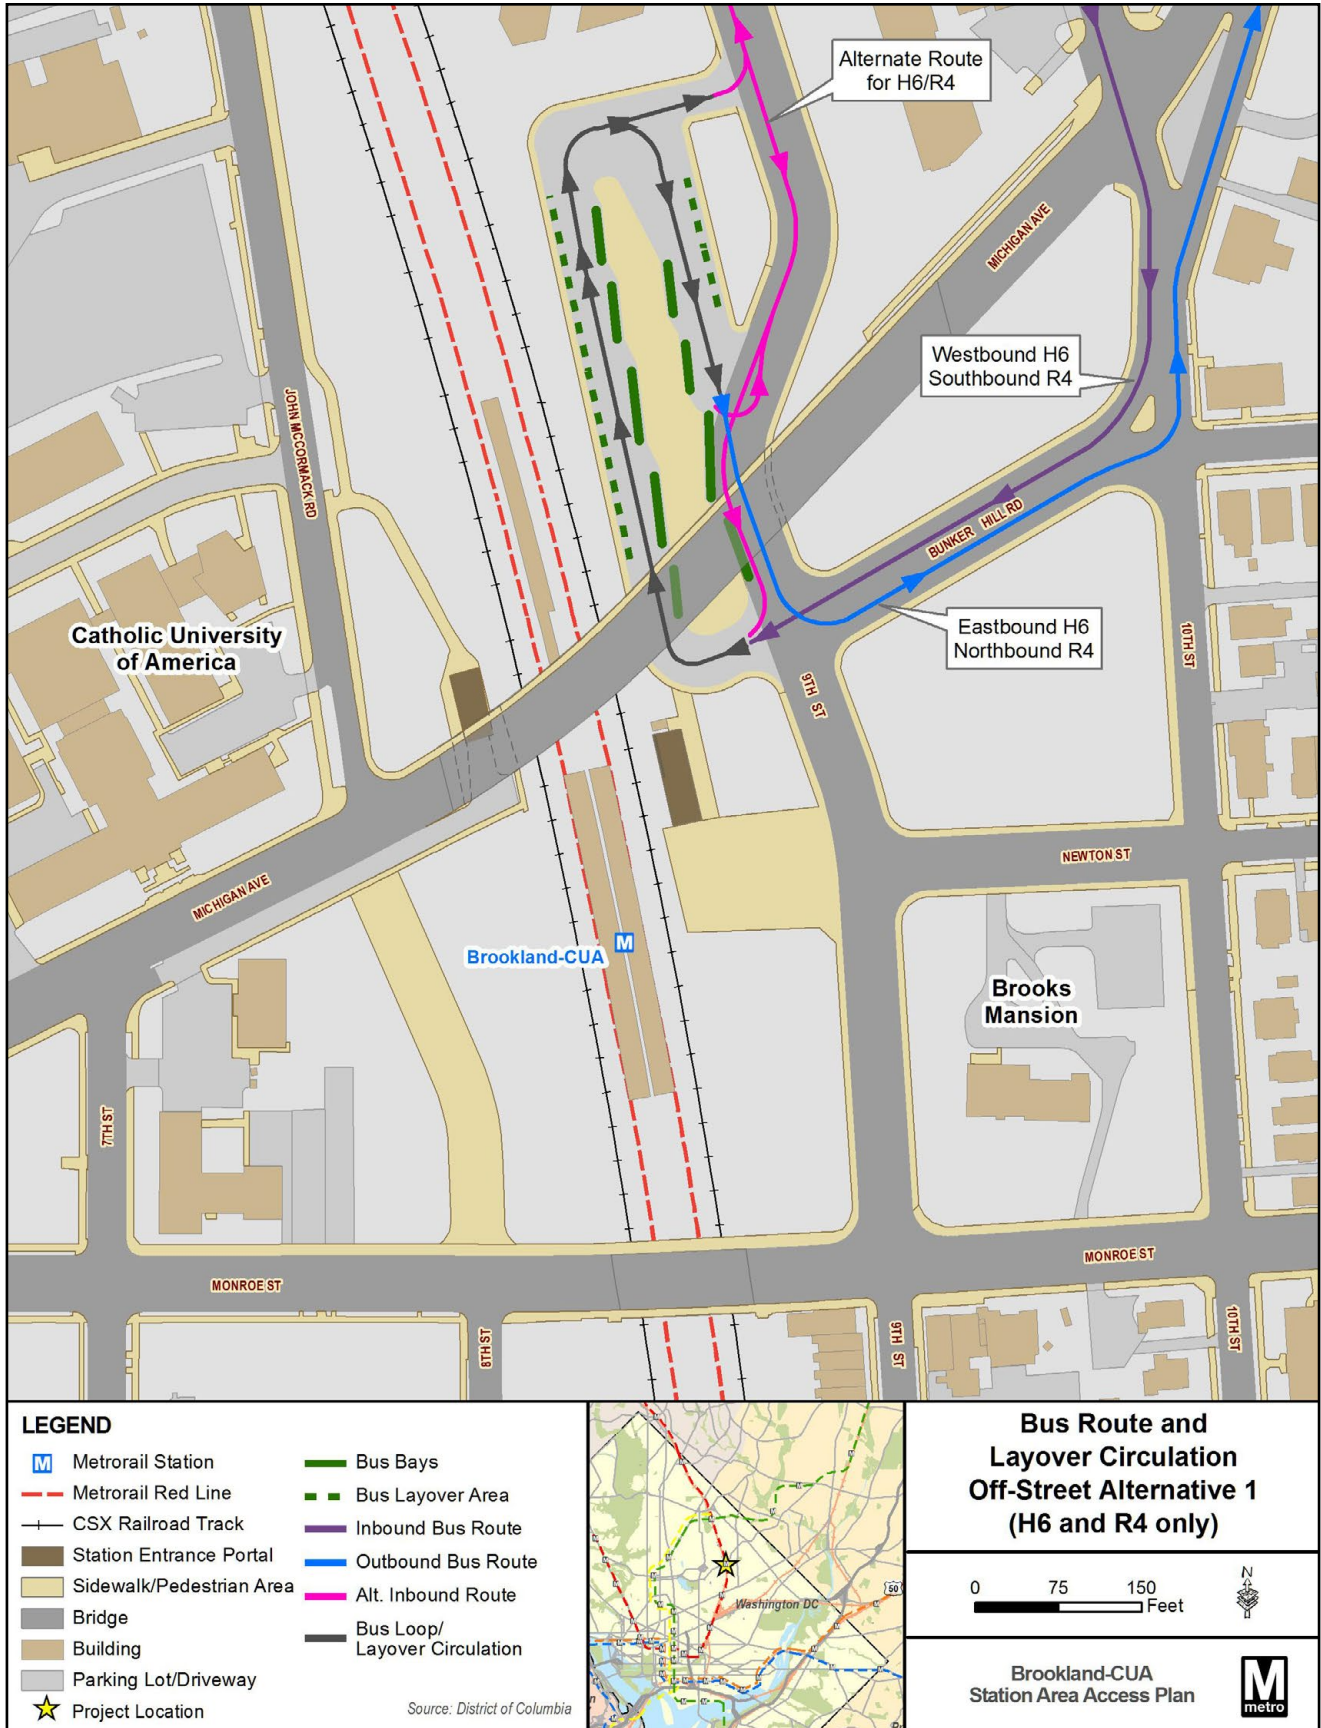 Alternate Route
for H6/R4
MICHIGAN AVE
Westbound H6
Southbound R4
JOHN MCCORMACK RD
BUNKER HILL RD
Catholic University
of America
Eastbound H6
Northbound R4
10TH ST
9TH ST
NEWTON ST
MICHIGAN AVE
M
Brookland-CUA
Brooks
Mansion
7TH ST
MONROE ST
MONROE ST
8TH ST
9TH ST
10TH ST
LEGEND
M Metrorail Station
Metrorail Red Line
CSX Railroad Track
Station Entrance Portal
Sidewalk/Pedestrian Area
Bridge
Building
Parking Lot/Driveway
Project Location
Bus Bays
Bus Layover Area
Inbound Bus Route
Outbound Bus Route
Alt. Inbound Route
Bus Loop/
Layover Circulation
Source: District of Columbia
50
Washington DC
Bus Route and
Layover Circulation
Off-Street Alternative 1
(H6 and R4 only)
0 75 150
Feet
N
Brookland-CUA
Station Area Access Plan
M
metro